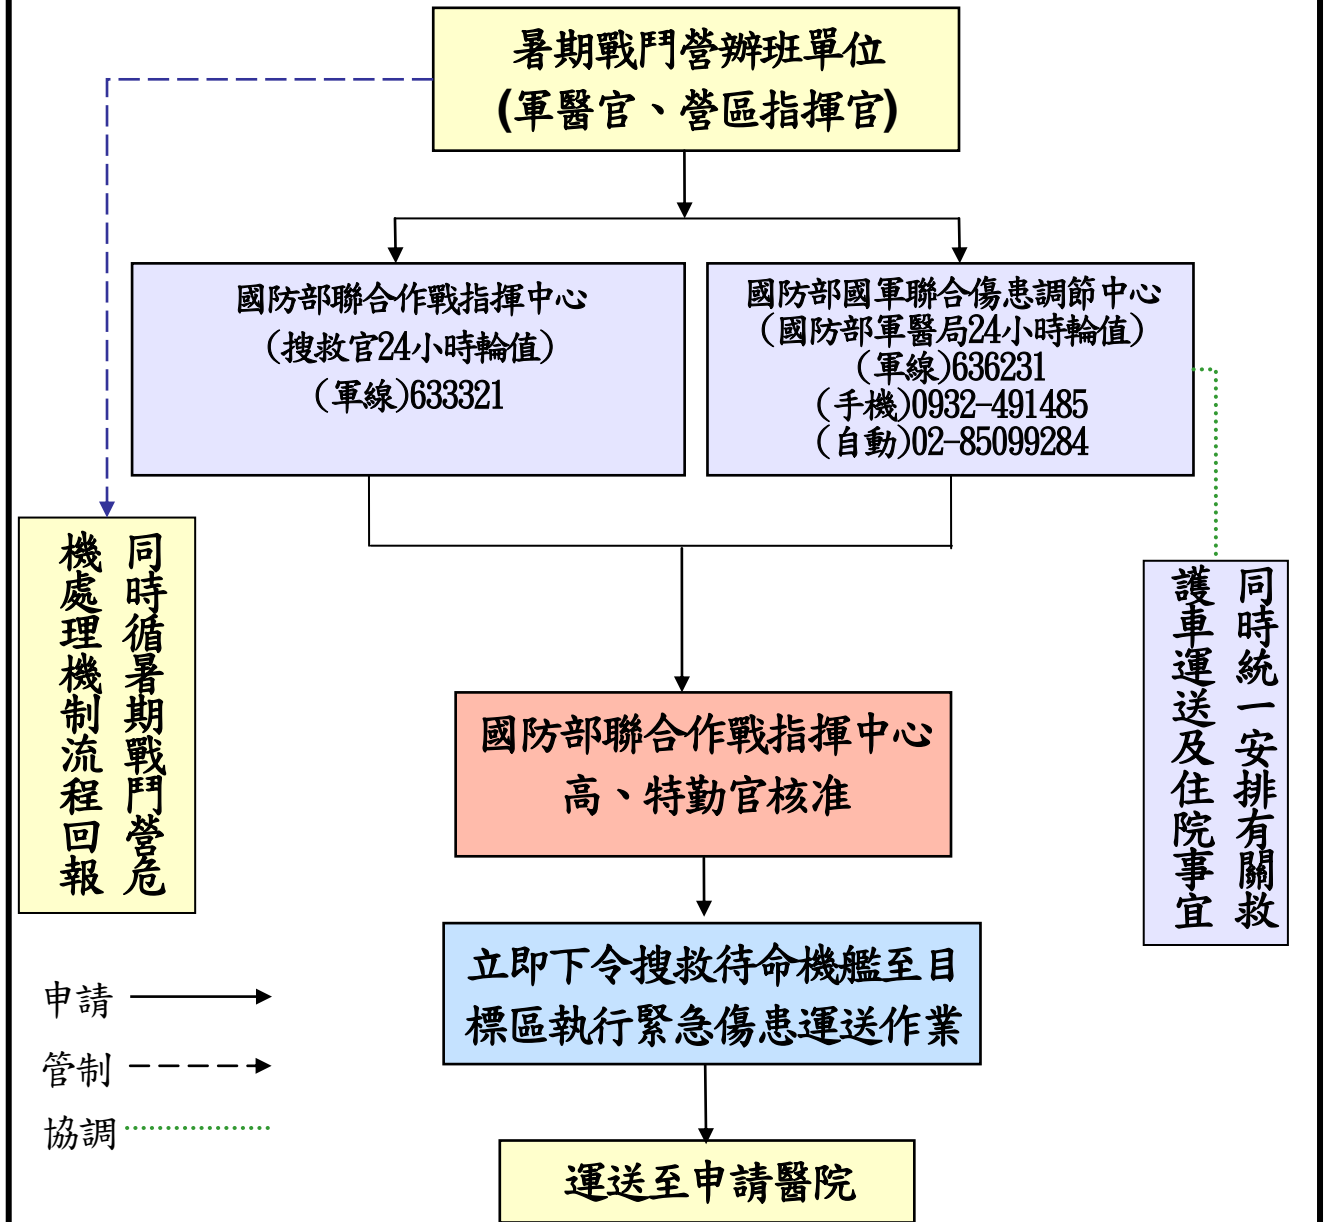 暑期戰鬥營辦班單位
(軍醫官、營區指揮官)
國防部聯合作戰指揮中心
(搜救官24小時輪值)
(軍線)633321
國防部國軍聯合傷患調節中心
(國防部軍醫局24小時輪值)
(軍線)636231
(手機)0932-491485
(自動)02-85099284
同時循暑期戰鬥營危
機處理機制流程回報
同時統一安排有關救
護車運送及住院事宜
國防部聯合作戰指揮中心
高、特勤官核准
立即下令搜救待命機艦至目
標區執行緊急傷患運送作業
申請
管制
協調
運送至申請醫院